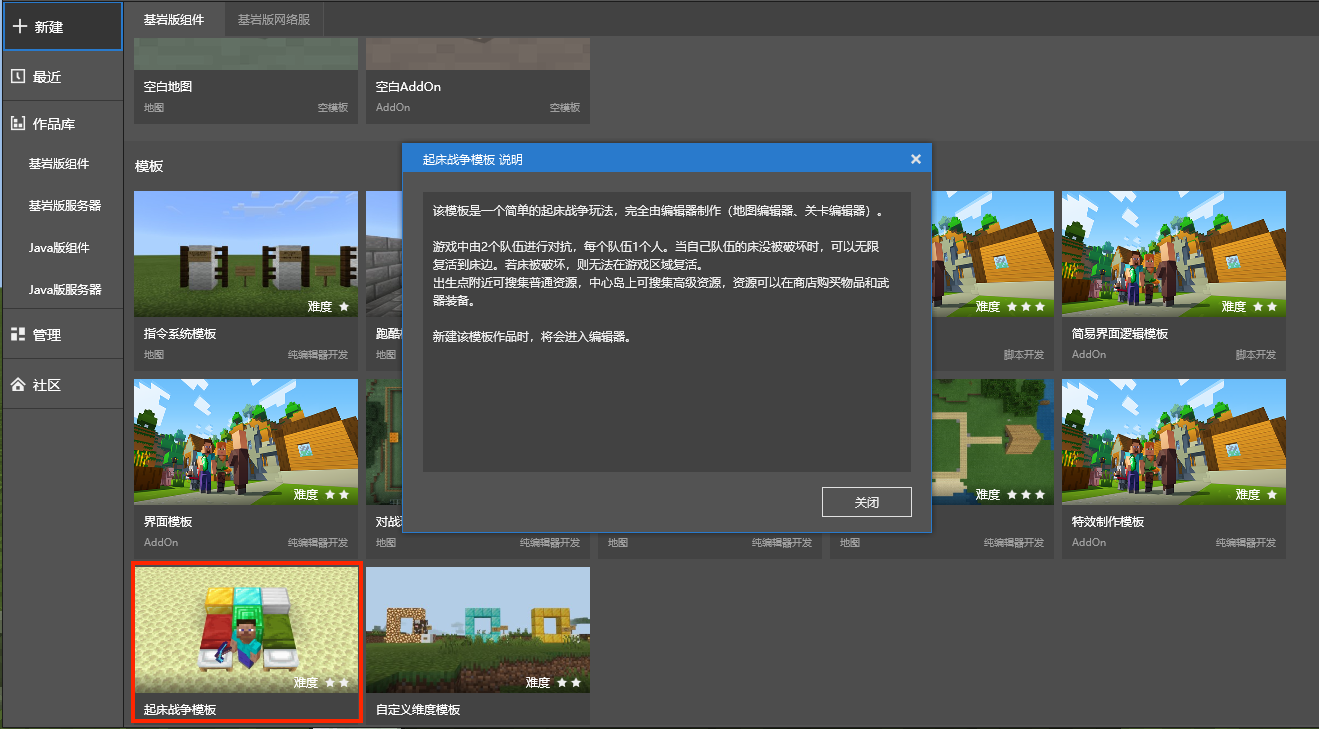 新建
最近
作品库
基岩版组件
基岩版服务器
Java版组件
Java版服务器
管理
社区
基岩版组件 基岩版网络服
空白地图
地图 空模板
空白AddOn
AddOn 空模板
模板
起床战争模板 说明
该模板是一个简单的起床战争玩法，完全由编辑器制作（地图编辑器、关卡编辑器）。
游戏中由2个队伍进行对抗，每个队伍1个人。当自己队伍的床没被破坏时，可以无限
复活到床边。若床被破坏，则无法在游戏区域复活。
出生点附近可搜集普通资源，中心岛上可搜集高级资源，资源可以在商店购买物品和武
器装备。
新建该模板作品时，将会进入编辑器。
关闭
难度
指令系统模板
地图 纯编辑器开发
跑酷
地图
难度
脚本开发
难度
简易界面逻辑模板
AddOn 脚本开发
难度
界面模板
AddOn 纯编辑器开发
对战
地图 纯编辑器开发
地图 纯编辑器开发
难度
地图 纯编辑器开发
难度
特效制作模板
AddOn 纯编辑器开发
难度
起床战争模板
难度
自定义维度模板